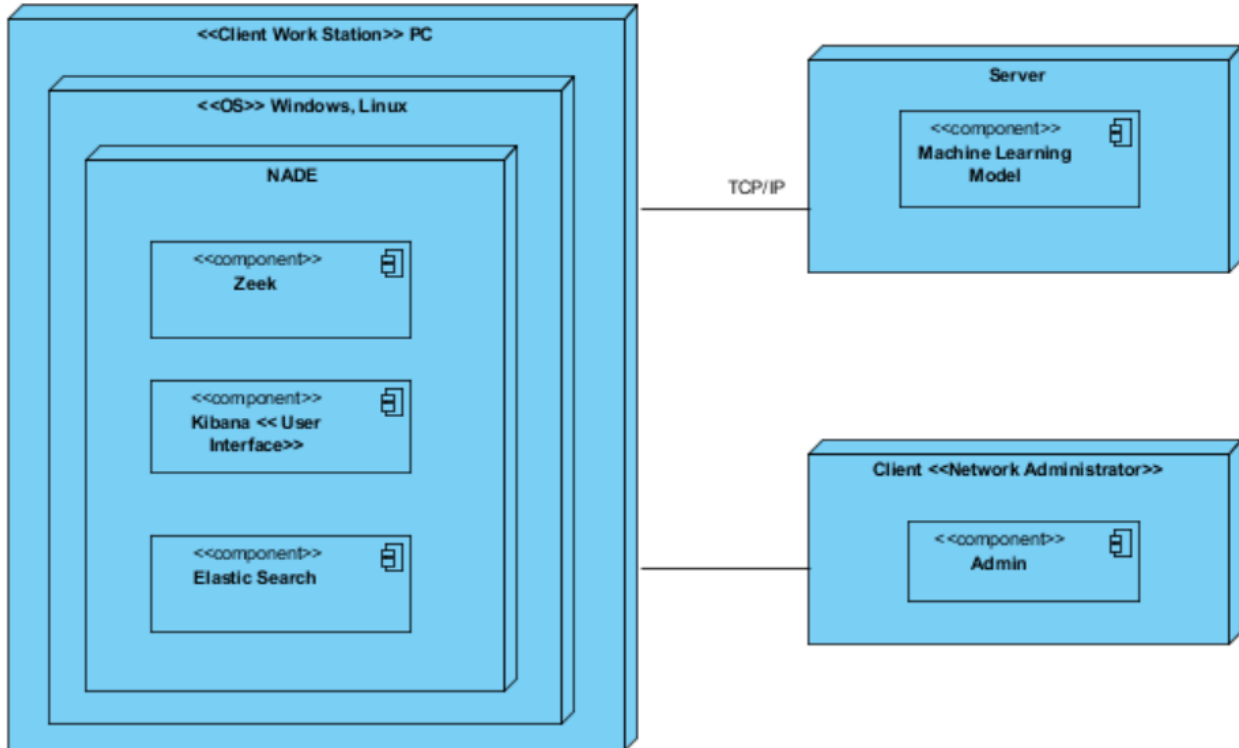 <<Client Work Station>> PC
<<OS>> Windows, Linux
NADE
<<component>>
Zeek
<<component>>
Kibana << User
Interface>>
<<component>>
Elastic Search
TCP/IP
Server
<<component>>
Machine Learning
Model
Client <<Network Administrator>>
<<component>>
Admin